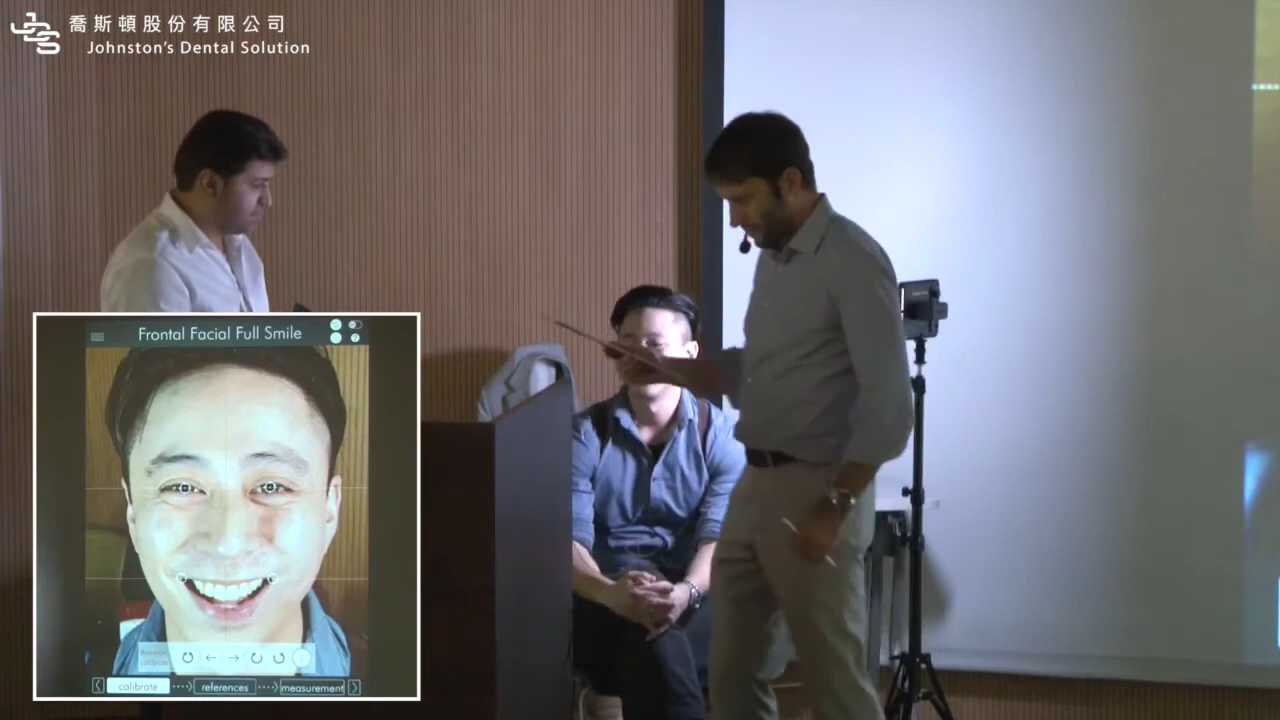 喬斯頓股份有限公司
Johnston's Dental Solution
Frontal Facial Full Smile
calibrate
references
measurement